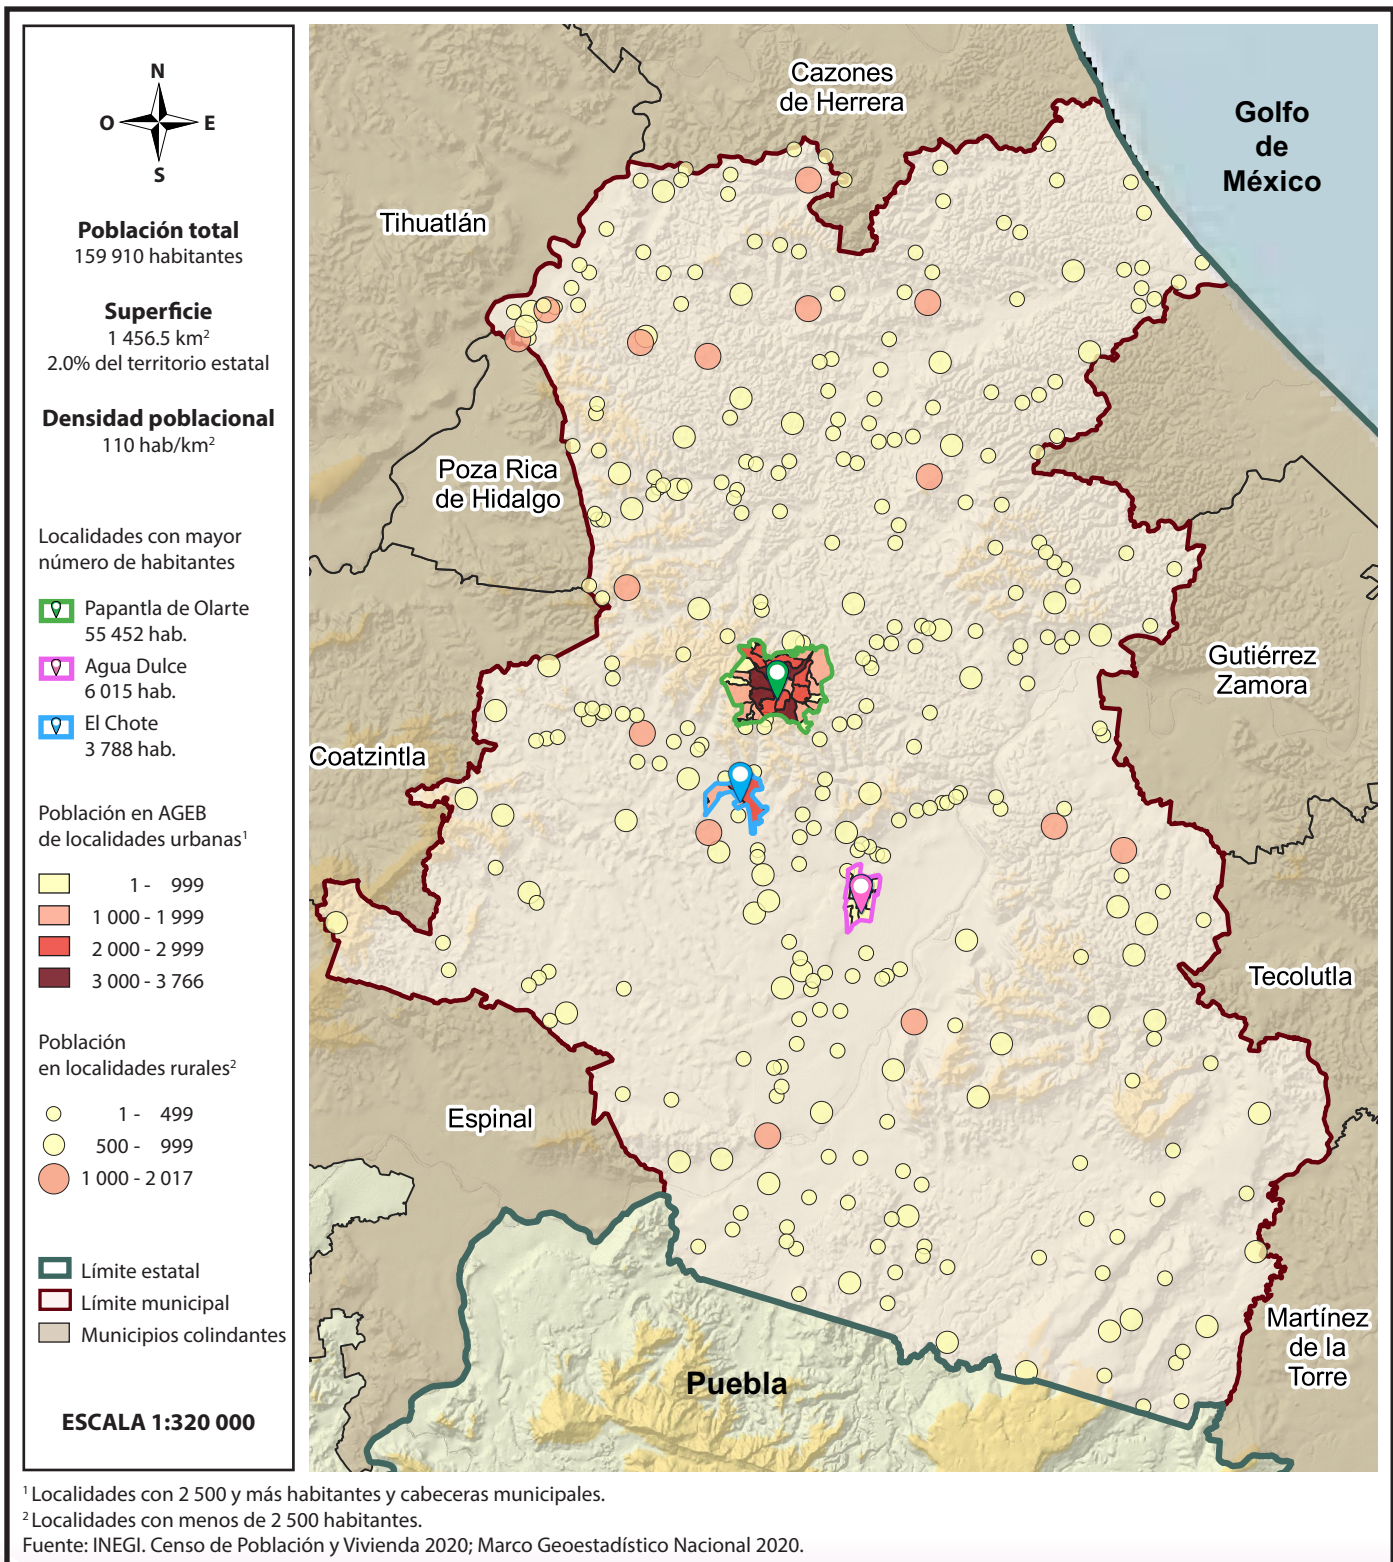 N
O E
S
Población total
159 910 habitantes
Superficie
1 456.5 km²
2.0% del territorio estatal
Densidad poblacional
110 hab/km²
Localidades con mayor
número de habitantes
Papantla de Olarte
55 452 hab.
Agua Dulce
6 015 hab.
El Chote
3 788 hab.
Población en AGEB
de localidades urbanas¹
1 - 999
1 000 - 1 999
2 000 - 2 999
3 000 - 3 766
Población
en localidades rurales²
1 - 499
500 - 999
1 000 - 2 017
Límite estatal
Límite municipal
Municipios colindantes
ESCALA 1:320 000
Cazones
de Herrera
Golfo
de
México
Tihuatlán
Poza Rica
de Hidalgo
Gutiérrez
Zamora
Coatzintla
Tecolutla
Espinal
Martínez
de la
Torre
Puebla
¹ Localidades con 2 500 y más habitantes y cabeceras municipales.
² Localidades con menos de 2 500 habitantes.
Fuente: INEGI. Censo de Población y Vivienda 2020; Marco Geoestadístico Nacional 2020.